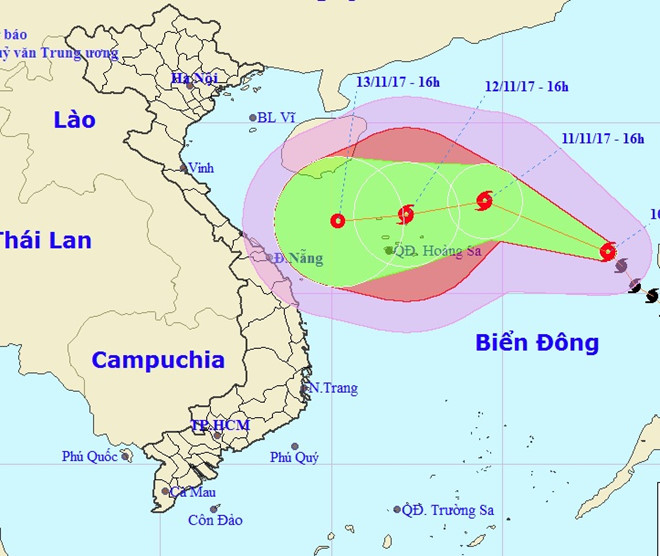 báo
ỷ văn Trung ương
Hà Nội
13/11/17 - 16h
12/11/17 - 16h
BL Vĩ
Lào
11/11/17 - 16h
Vinh
10
Thái Lan
QĐ. Hoàng Sa
Đ.Nẵng
Biển Đông
Campuchia
N.Trang
TP.HCM
Phú Quốc
Phú Quý
Cà Mau
Côn Đảo
QĐ. Trường Sa